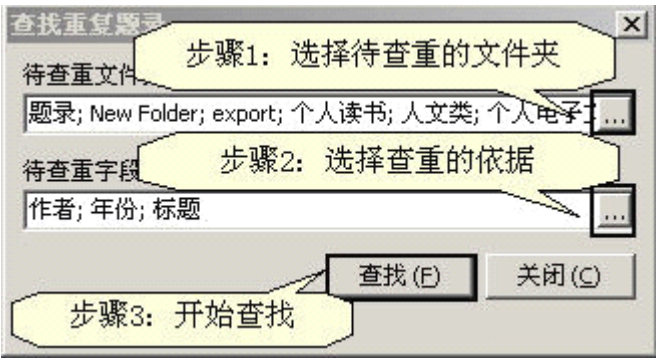 查找重复题录
步骤1：选择待查重的文件夹
待查重文件
题录; New Folder; export; 个人读书; 人文类; 个人电子
...
步骤2：选择查重的依据
待查重字段
作者; 年份; 标题
...
查找(F)
关闭(C)
步骤3：开始查找